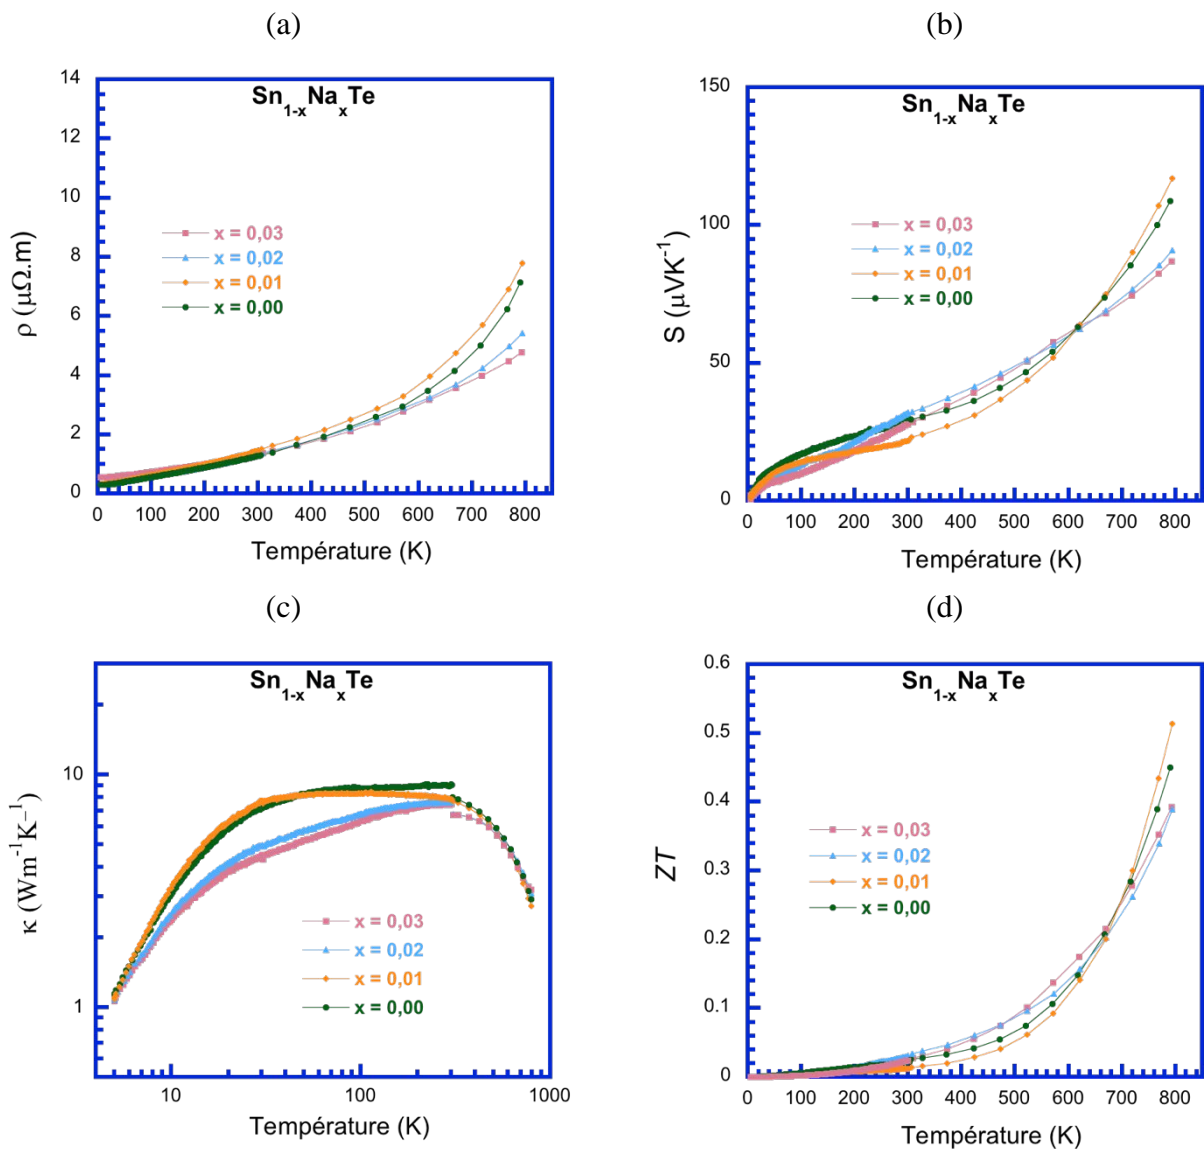 (a)
Sn1-xNaxTe
ρ (μΩ.m)
14
12
10
8
6
4
2
0
x = 0,03
x = 0,02
x = 0,01
x = 0,00
0 100 200 300 400 500 600 700 800
Température (K)
(b)
Sn1-xNaxTe
S (μVK⁻¹)
150
100
50
0
x = 0,03
x = 0,02
x = 0,01
x = 0,00
0 100 200 300 400 500 600 700 800
Température (K)
(c)
Sn1-xNaxTe
κ (Wm⁻¹K⁻¹)
10
1
x = 0,03
x = 0,02
x = 0,01
x = 0,00
10 100 1000
Température (K)
(d)
Sn1-xNaxTe
ZT
0.6
0.5
0.4
0.3
0.2
0.1
0
x = 0,03
x = 0,02
x = 0,01
x = 0,00
0 100 200 300 400 500 600 700 800
Température (K)